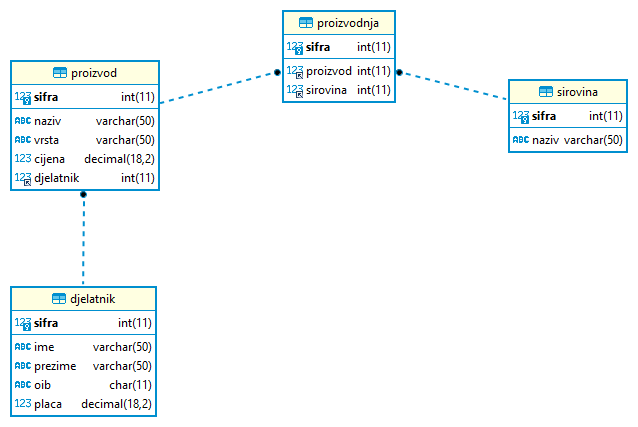 proizvodnja
123 sifra int(11)
123 proizvod int(11)
123 sirovina int(11)
proizvod
123 sifra int(11)
ABC naziv varchar(50)
ABC vrsta varchar(50)
123 cijena decimal(18,2)
123 djelatnik int(11)
sirovina
123 sifra int(11)
ABC naziv varchar(50)
djelatnik
123 sifra int(11)
ABC ime varchar(50)
ABC prezime varchar(50)
ABC oib char(11)
123 placa decimal(18,2)